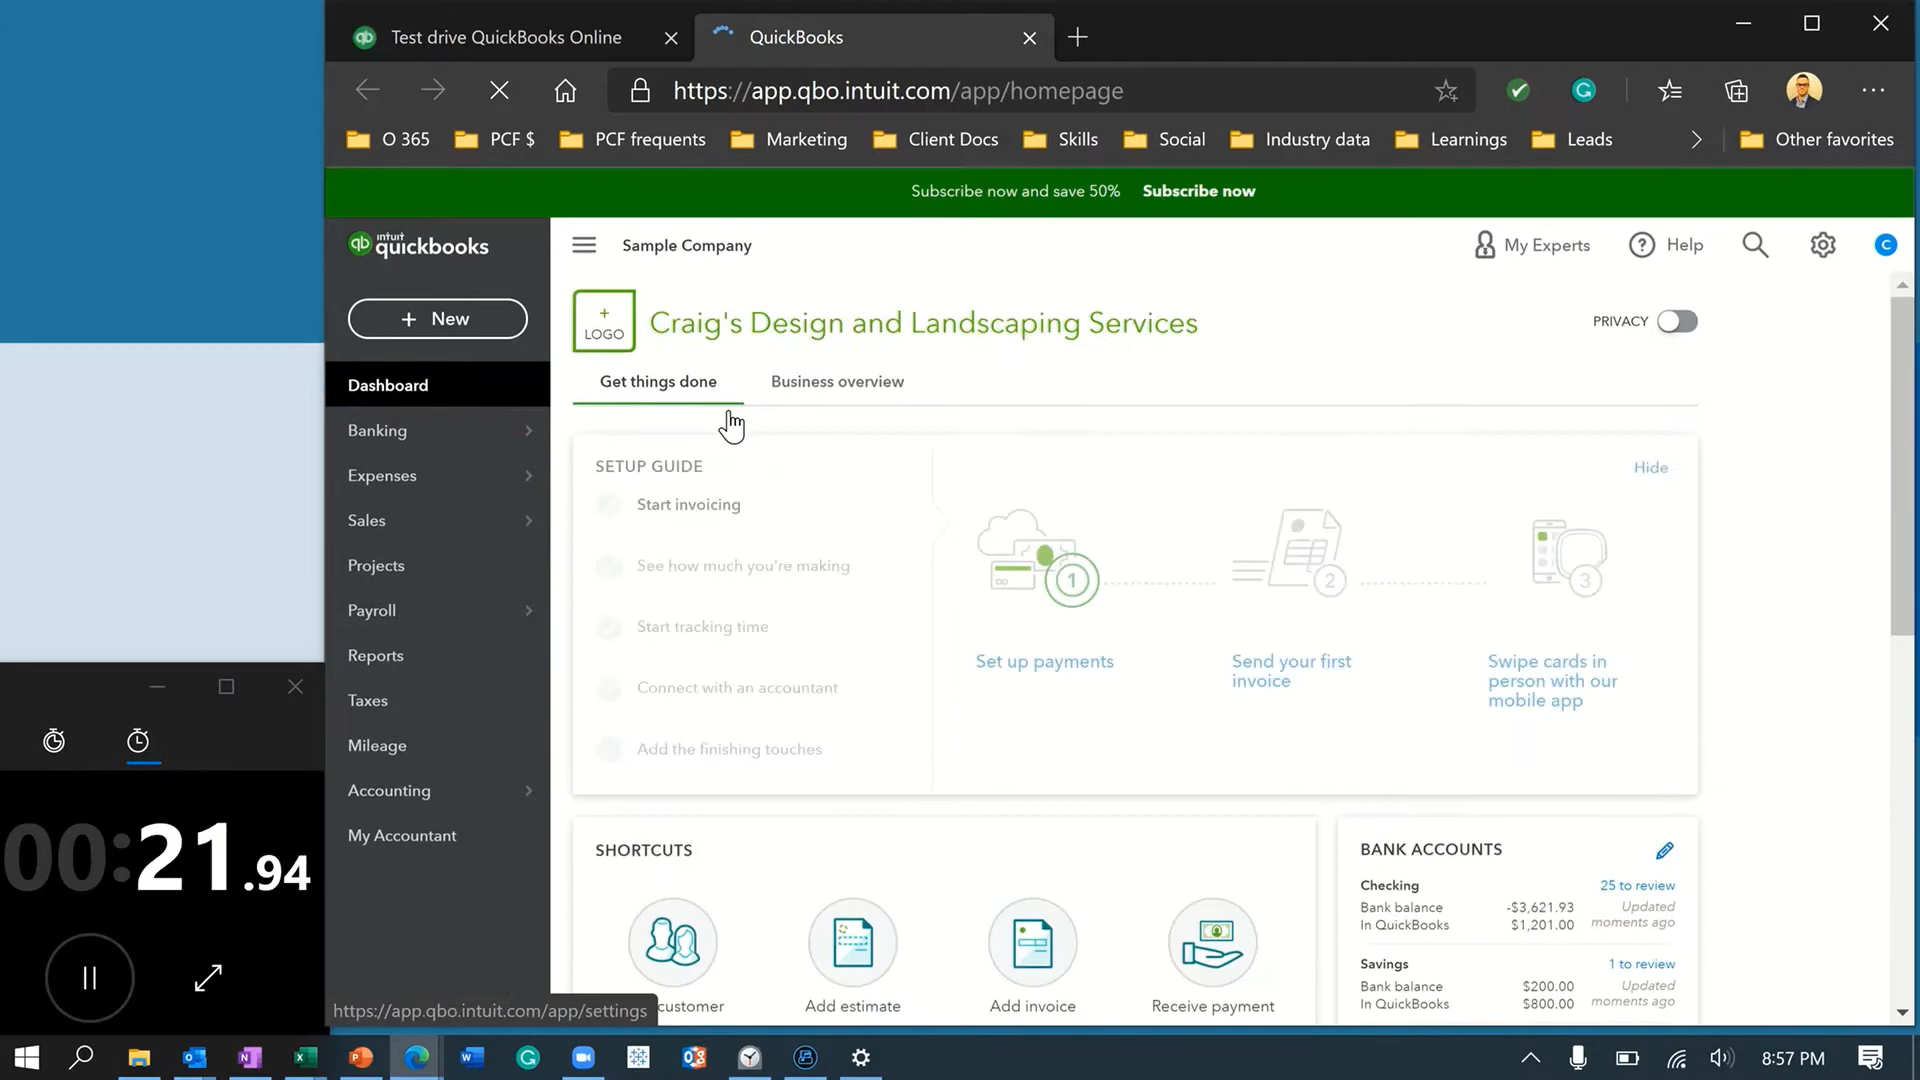 Test drive QuickBooks Online
QuickBooks
https://app.qbo.intuit.com/app/homepage
O 365
PCF $
PCF frequents
Marketing
Client Docs
Skills
Social
Industry data
Learnings
Leads
Other favorites
Subscribe now and save 50% Subscribe now
intuit
quickbooks
Sample Company
My Experts
Help
C
+ New
+
LOGO
Craig's Design and Landscaping Services
PRIVACY
Get things done
Business overview
Dashboard
Banking
Expenses
Sales
Projects
Payroll
Reports
Taxes
Mileage
Accounting
My Accountant
SETUP GUIDE
Hide
Start invoicing
See how much you're making
Start tracking time
Connect with an accountant
Add the finishing touches
1
2
3
Set up payments
Send your first
invoice
Swipe cards in
person with our
mobile app
SHORTCUTS
customer
Add estimate
Add invoice
Receive payment
BANK ACCOUNTS
Checking 25 to review
Bank balance -$3,621.93 Updated
In QuickBooks $1,201.00 moments ago
Savings 1 to review
Bank balance $200.00 Updated
In QuickBooks $800.00 moments ago
00:21.94
https://app.qbo.intuit.com/app/settings
8:57 PM